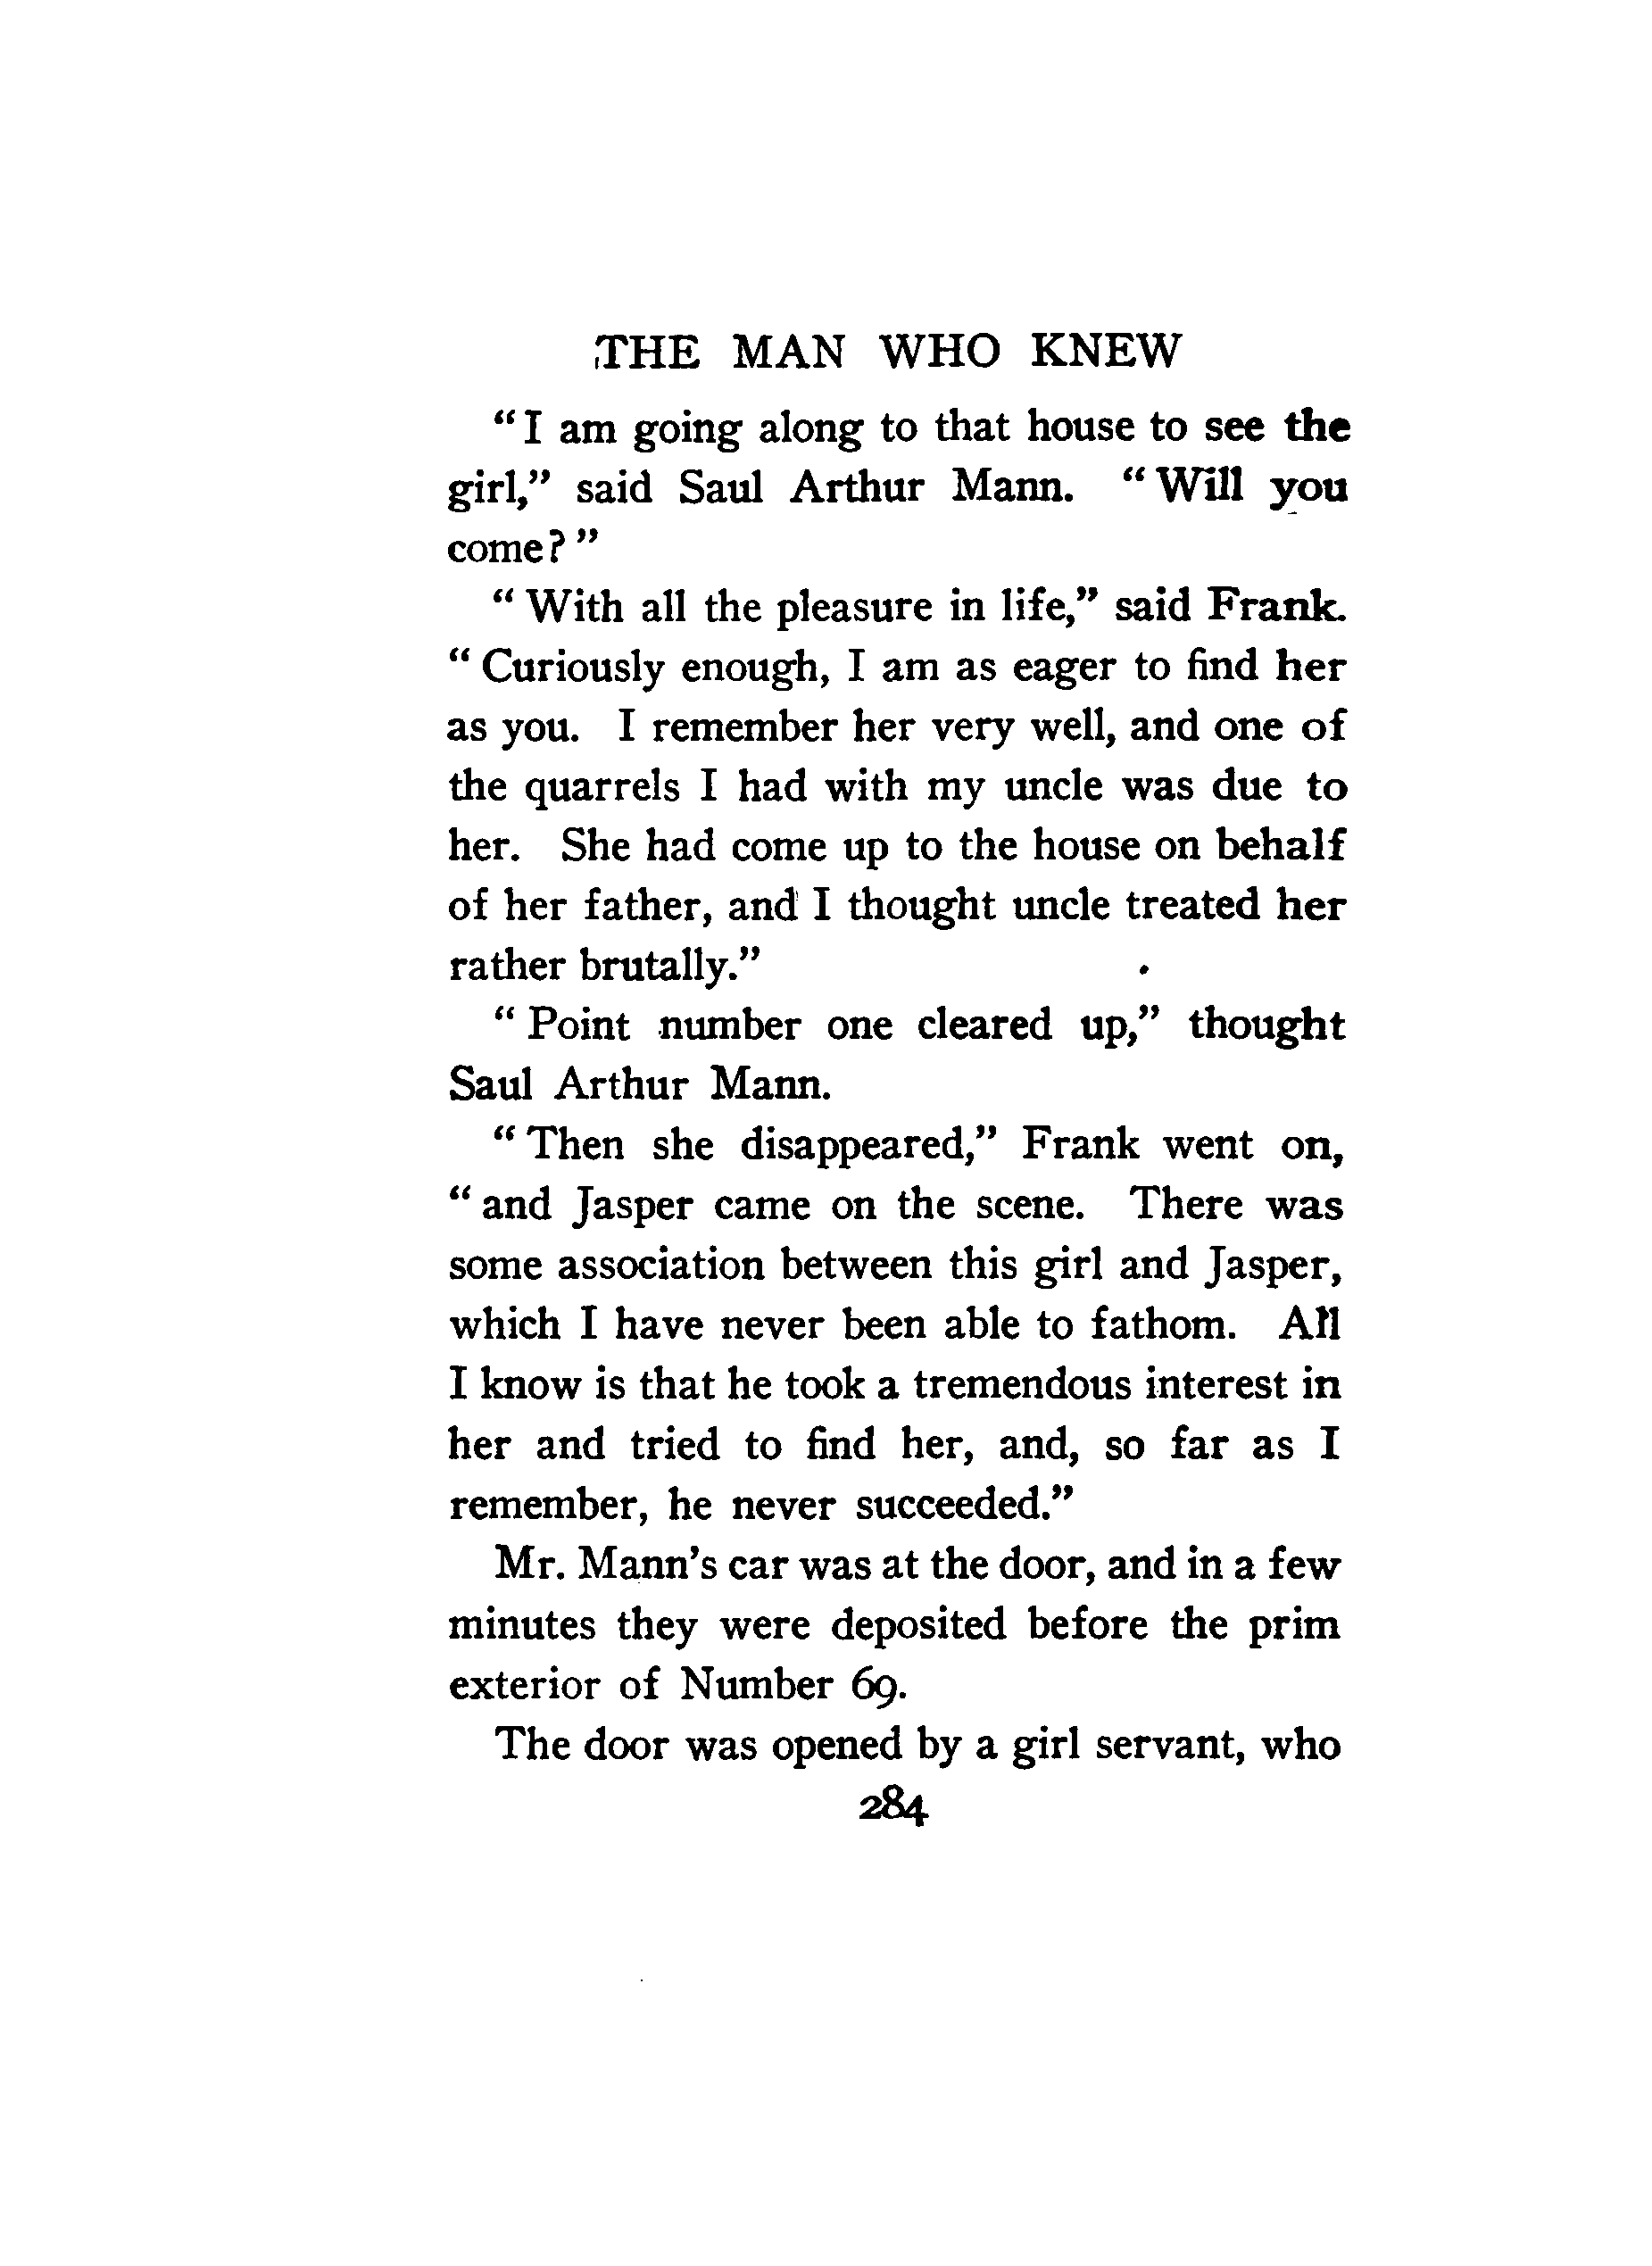 THE MAN WHO KNEW
“I am going along to that house to see the
girl,” said Saul Arthur Mann. “Will you
come?”
“With all the pleasure in life,” said Frank.
“Curiously enough, I am as eager to find her
as you. I remember her very well, and one of
the quarrels I had with my uncle was due to
her. She had come up to the house on behalf
of her father, and I thought uncle treated her
rather brutally.”
“Point number one cleared up,” thought
Saul Arthur Mann.
“Then she disappeared,” Frank went on,
“and Jasper came on the scene. There was
some association between this girl and Jasper,
which I have never been able to fathom. All
I know is that he took a tremendous interest in
her and tried to find her, and, so far as I
remember, he never succeeded.”
Mr. Mann’s car was at the door, and in a few
minutes they were deposited before the prim
exterior of Number 69.
The door was opened by a girl servant, who
284